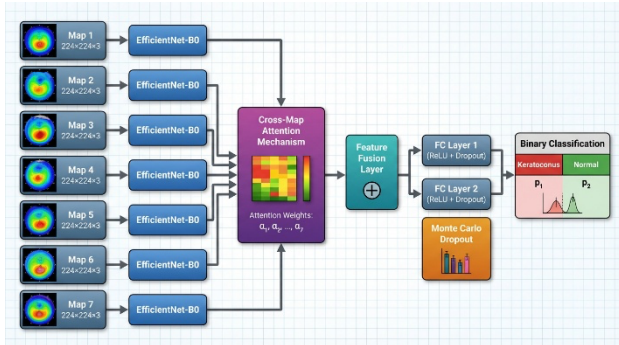 Map 1
224×224×3
EfficientNet-B0
Map 2
224×224×3
EfficientNet-B0
Map 3
224×224×3
EfficientNet-B0
Map 4
224×224×3
EfficientNet-B0
Map 5
224×224×3
EfficientNet-B0
Map 6
224×224×3
EfficientNet-B0
Map 7
224×224×3
EfficientNet-B0
Cross-Map
Attention
Mechanism
Attention Weights:
α₁, α₂, ..., α₇
Feature
Fusion
Layer
FC Layer 1
(ReLU + Dropout)
FC Layer 2
(ReLU + Dropout)
Monte Carlo
Dropout
Binary Classification
Keratoconus
Normal
P₁
P₂